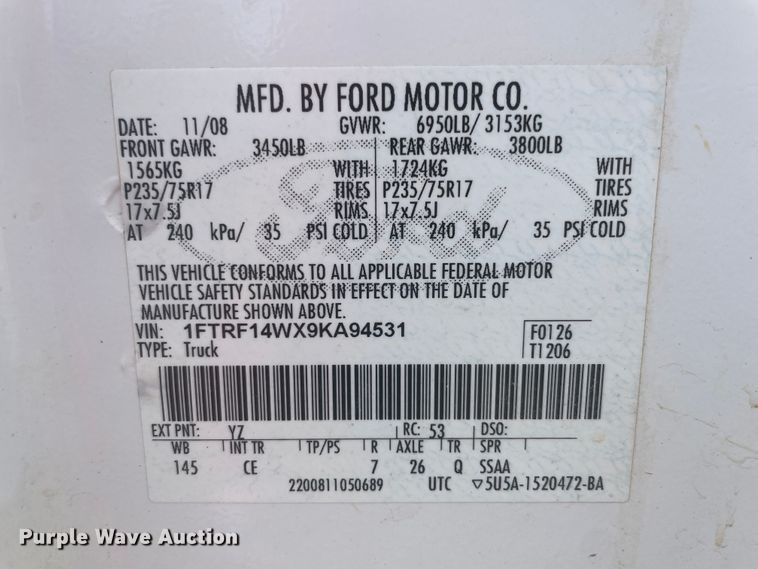 MFD. BY FORD MOTOR CO.
DATE: 11/08 GVWR: 6950LB/ 3153KG
FRONT GAWR: 3450LB REAR GAWR: 3800LB
1565KG WITH 1724KG WITH
P235/75R17 TIRES P235/75R17 TIRES
17x7.5J RIMS 17x7.5J RIMS
AT 240 kPa/ 35 PSI COLD AT 240 kPa/ 35 PSI COLD
Ford
THIS VEHICLE CONFORMS TO ALL APPLICABLE FEDERAL MOTOR
VEHICLE SAFETY STANDARDS IN EFFECT ON THE DATE OF
MANUFACTURE SHOWN ABOVE.
VIN: 1FTRF14WX9KA94531 F0126
TYPE: Truck T1206
EXT PNT: YZ RC: 53 DSO:
WB INT TR TP/PS R AXLE TR SPR
145 CE 7 26 Q SSAA
2200811050689 UTC ▽5U5A-1520472-BA
Purple Wave Auction